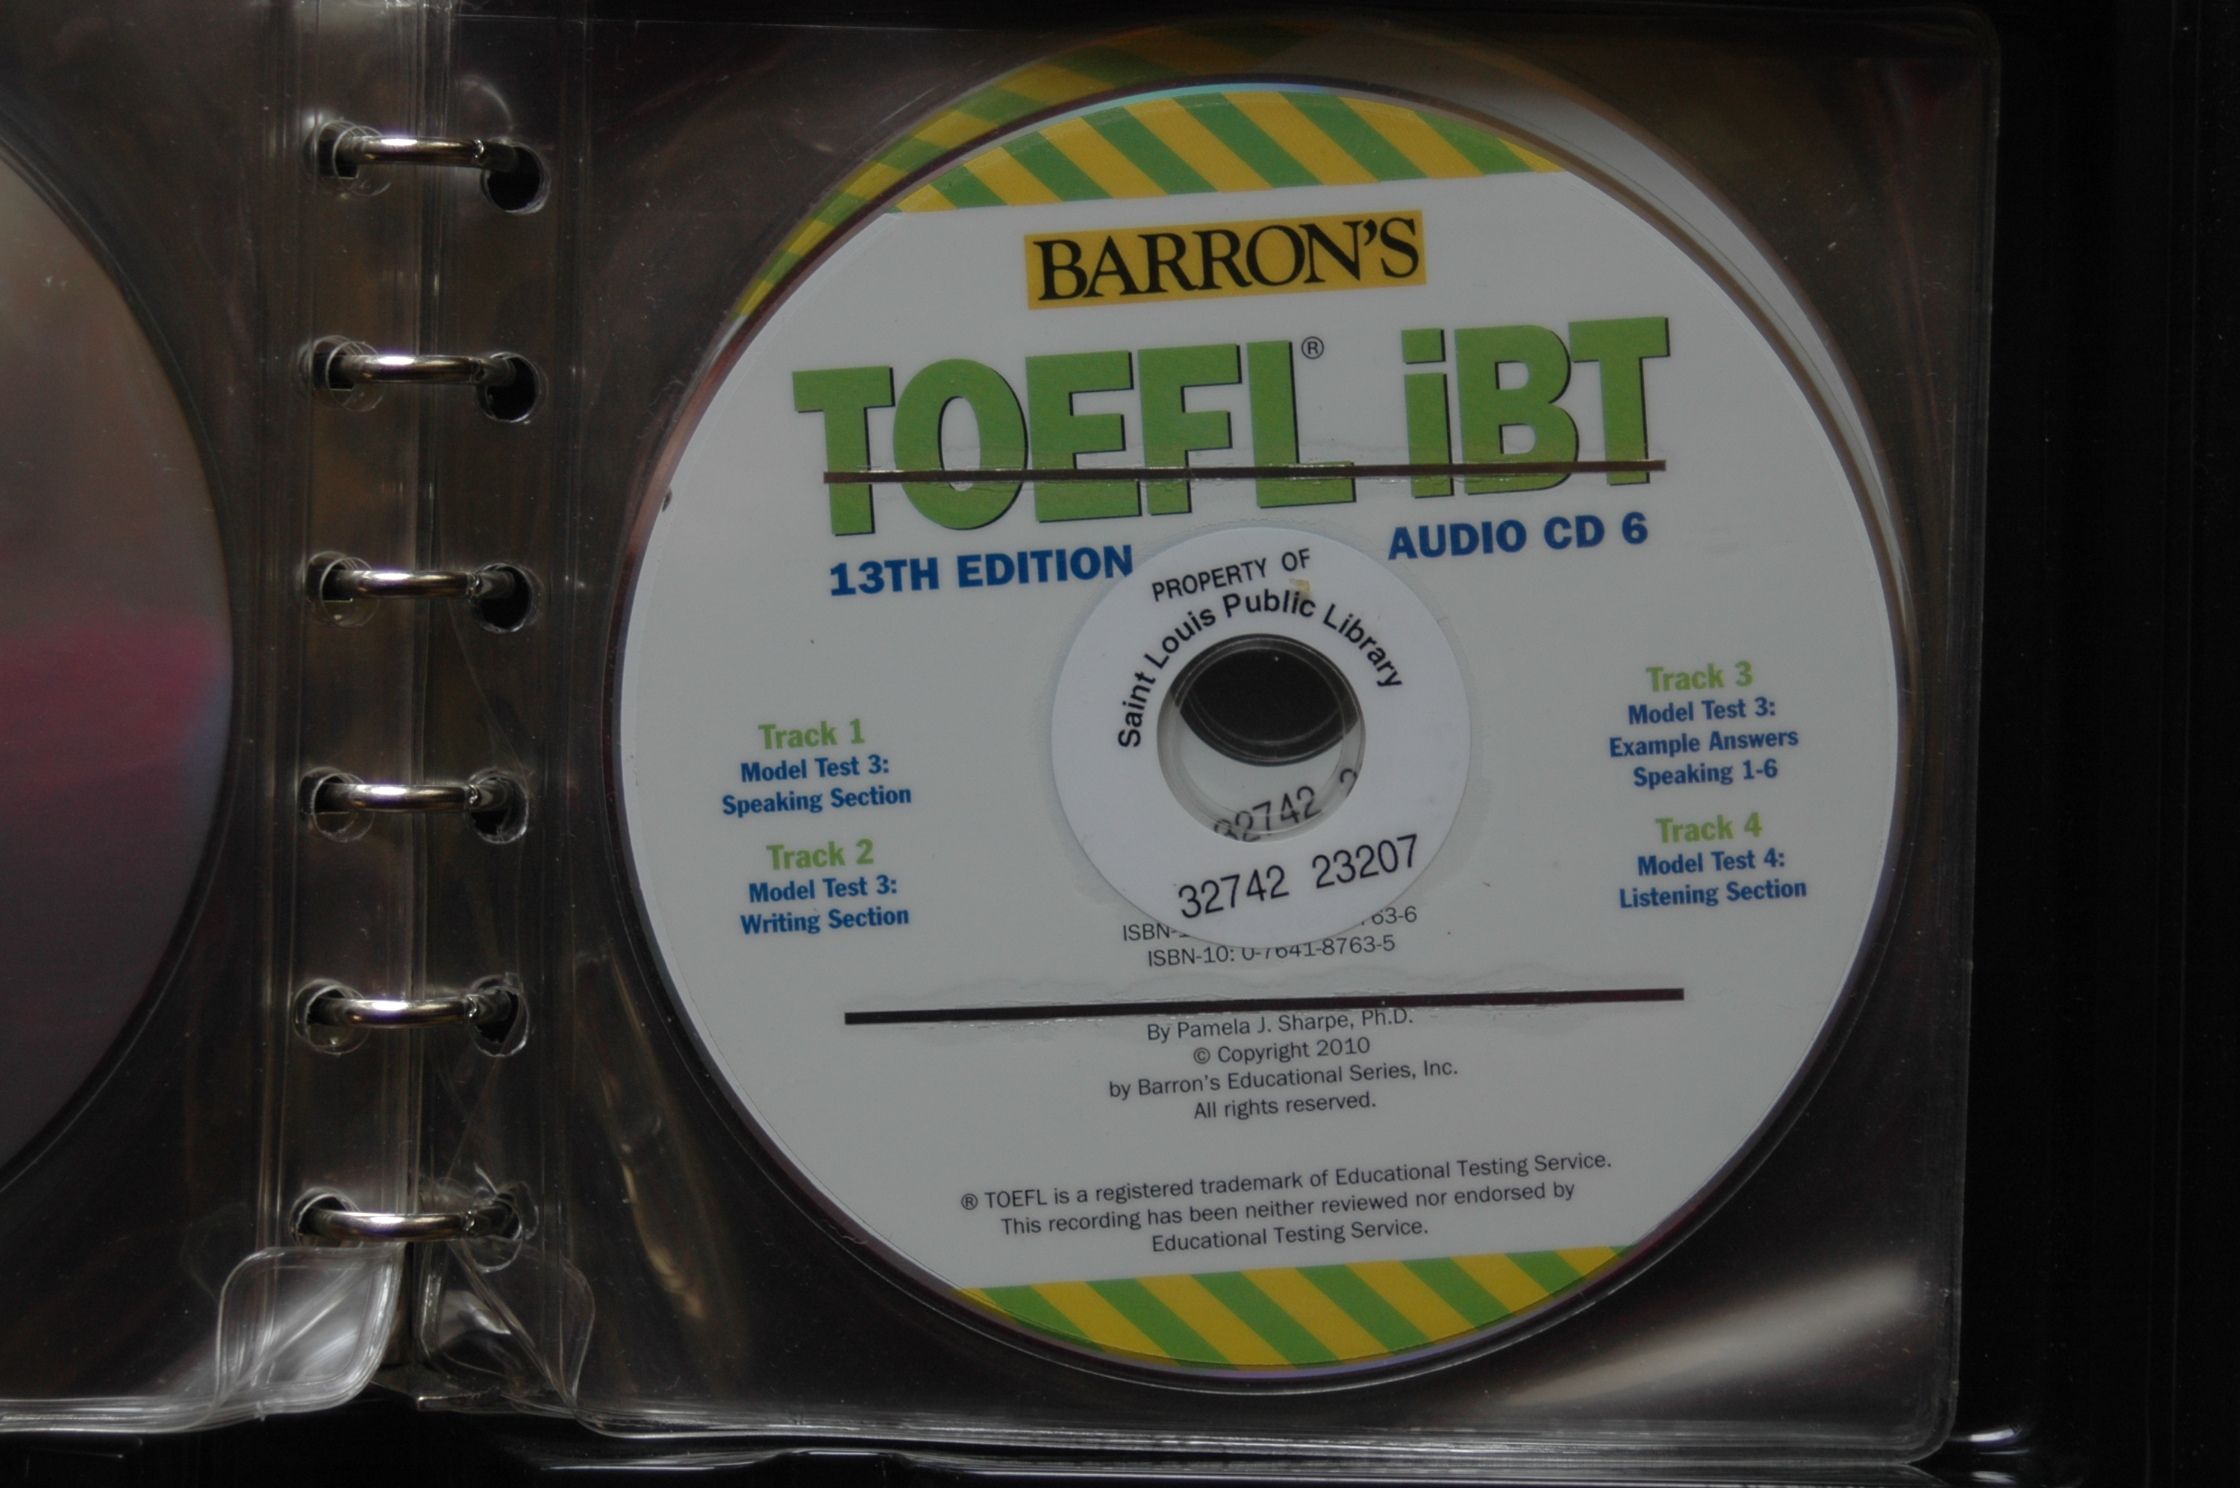 BARRON'S
TOEFL® iBT
13TH EDITION AUDIO CD 6
PROPERTY OF
Saint Louis Public Library
32742 23207
Track 1
Model Test 3:
Speaking Section
Track 2
Model Test 3:
Writing Section
Track 3
Model Test 3:
Example Answers
Speaking 1-6
Track 4
Model Test 4:
Listening Section
ISBN-
ISBN-10: 0-7641-8763-5
By Pamela J. Sharpe, Ph.D.
© Copyright 2010
by Barron's Educational Series, Inc.
All rights reserved.
® TOEFL is a registered trademark of Educational Testing Service.
This recording has been neither reviewed nor endorsed by
Educational Testing Service.